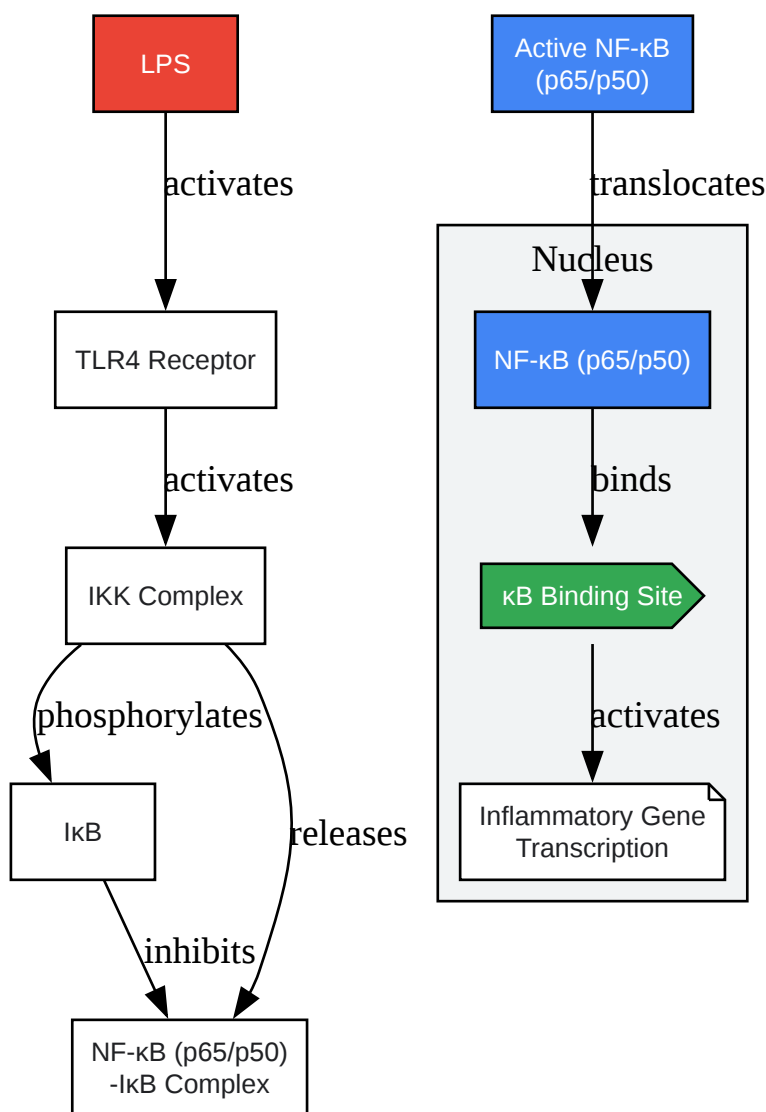 LPS
activates
TLR4 Receptor
activates
IKK Complex
phosphorylates
IκB
releases
inhibits
NF-κB (p65/p50)
-IκB Complex
Active NF-κB
(p65/p50)
translocates
Nucleus
NF-κB (p65/p50)
binds
κB Binding Site
activates
Inflammatory Gene
Transcription